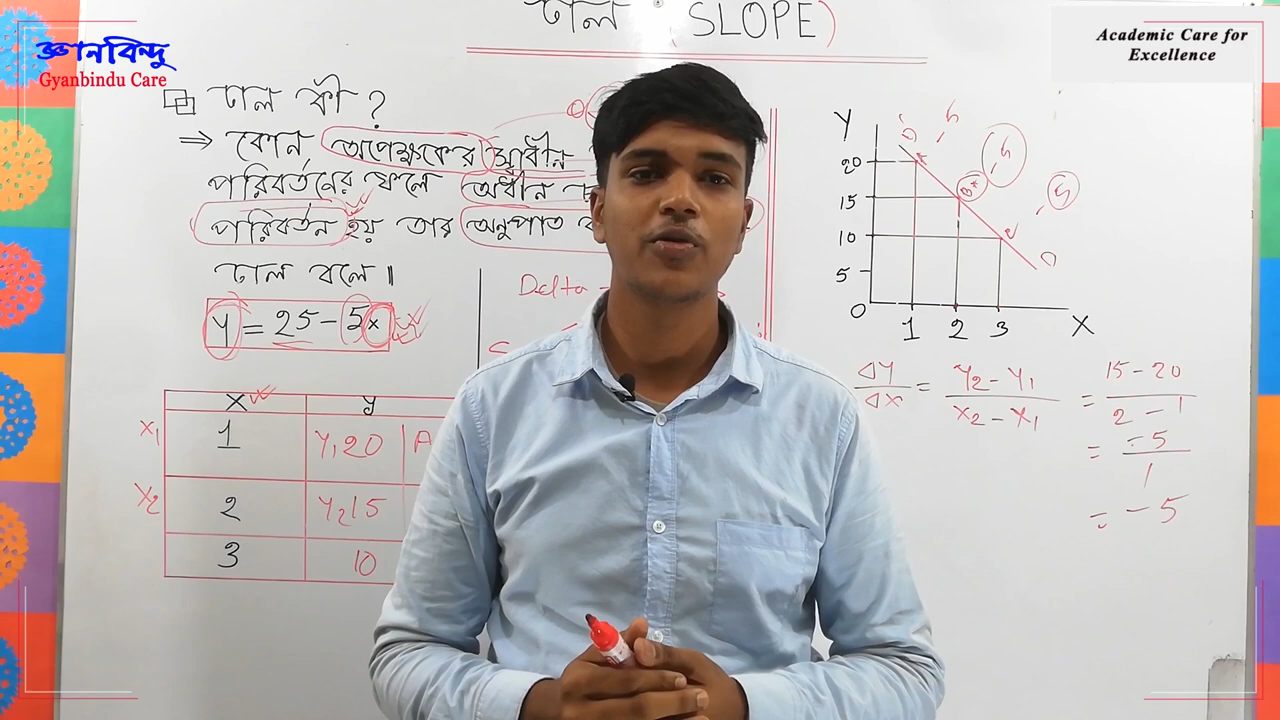 ঢাল (SLOPE)
জ্ঞানবিন্দু
Gyanbindu Care
Academic Care for
Excellence
ঢাল কী ?
⇒ কোন অপেক্ষকের স্বাধীন
পরিবর্তনের ফলে অধীন
পরিবর্তন হয় তার অনুপাত
ঢাল বলে ॥
y = 25 - 5x
Delta
x y
x₁ 1 y₁ 20 A
x₂ 2 y₂ 15
3 10
Y
20
15
10
5
0 1 2 3 X
ΔY/ΔX = Y₂ - Y₁ / X₂ - X₁ = 15 - 20 / 2 - 1
= -5 / 1
= -5